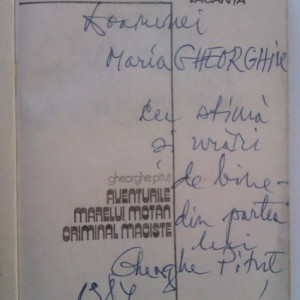 VACANȚA
Doamnei
Maria GHEORGHIU
cu stimă
și urări
de bine
din partea
lui
gheorghe pituț
AVENTURILE
MARELUI MOTAN
CRIMINAL MACISTE
Gheorghe Pituț
1984